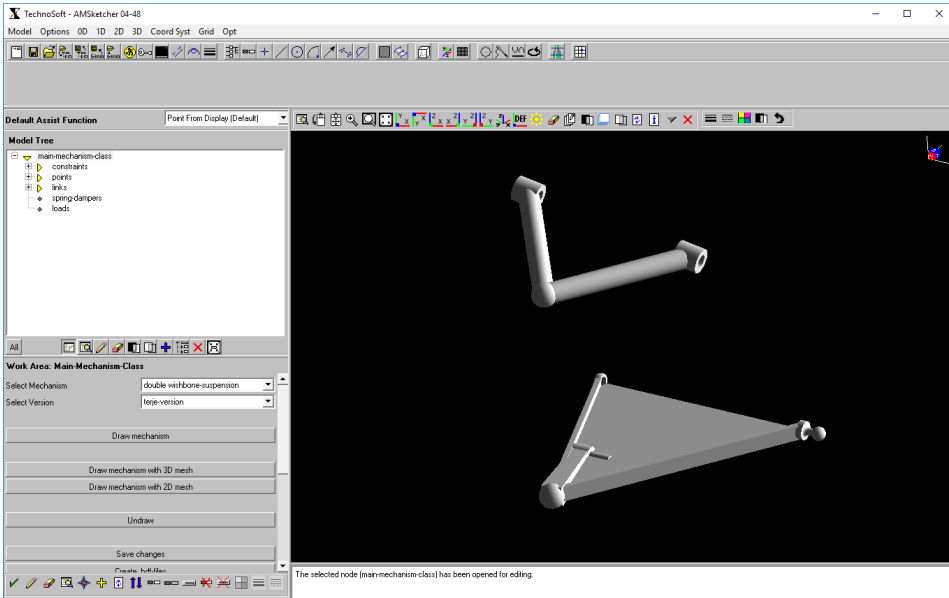 TechnoSoft - AMSketcher 04-48
Model Options 0D 1D 2D 3D Coord Syst Grid Opt
Default Assist Function Point From Display (Default)
DEF
Model Tree
main-mechanism-class
constraints
points
links
spring-dampers
loads
All
Work Area: Main-Mechanism-Class
Select Mechanism double wishbone-suspension
Select Version terje-version
Draw mechanism
Draw mechanism with 3D mesh
Draw mechanism with 2D mesh
Undraw
Save changes
Create .bdf-files
The selected node (main-mechanism-class) has been opened for editing.